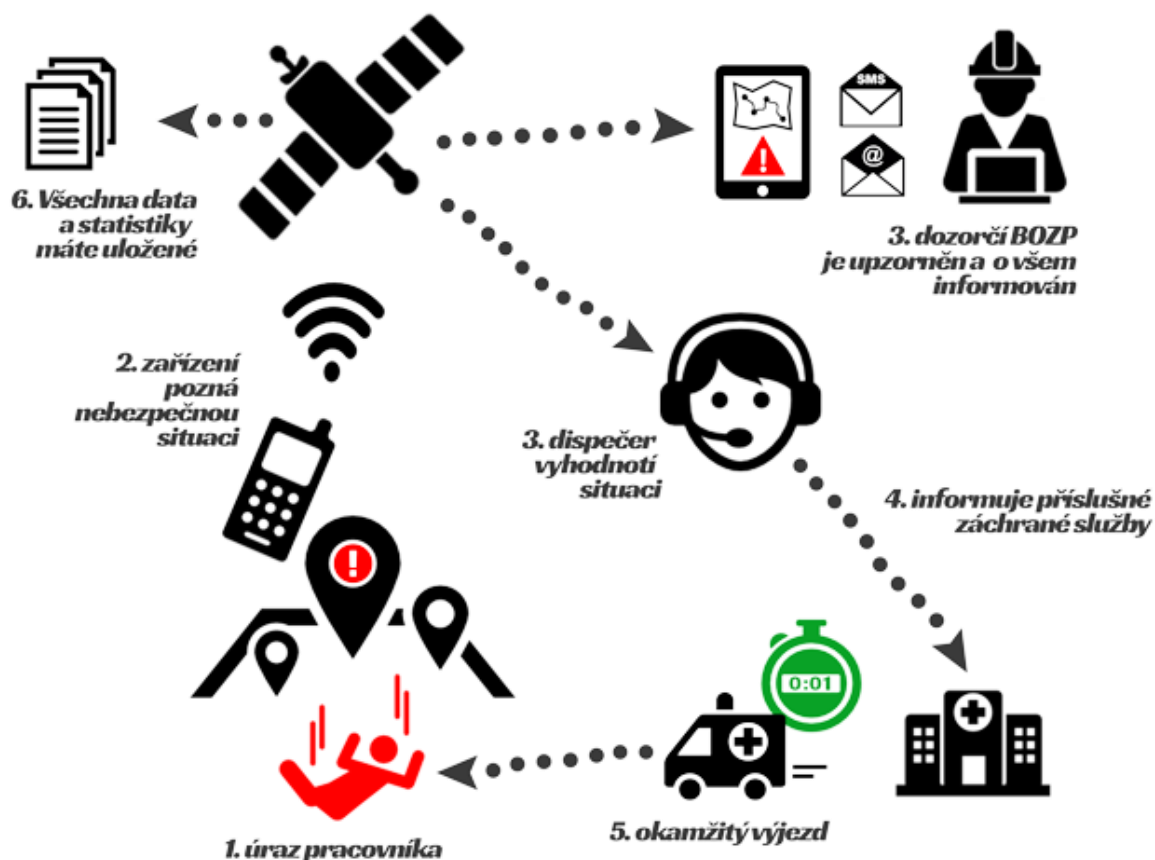 6. Všechna data
a statistiky
máte uložené
SMS
@
3. dozorčí BOZP
je upzorněn a o všem
informován
2. zařízení
pozná
nebezpečnou
situaci
3. dispečer
vyhodnotí
situaci
4. informuje příslušné
záchrané služby
0:01
5. okamžitý výjezd
1. úraz pracovníka